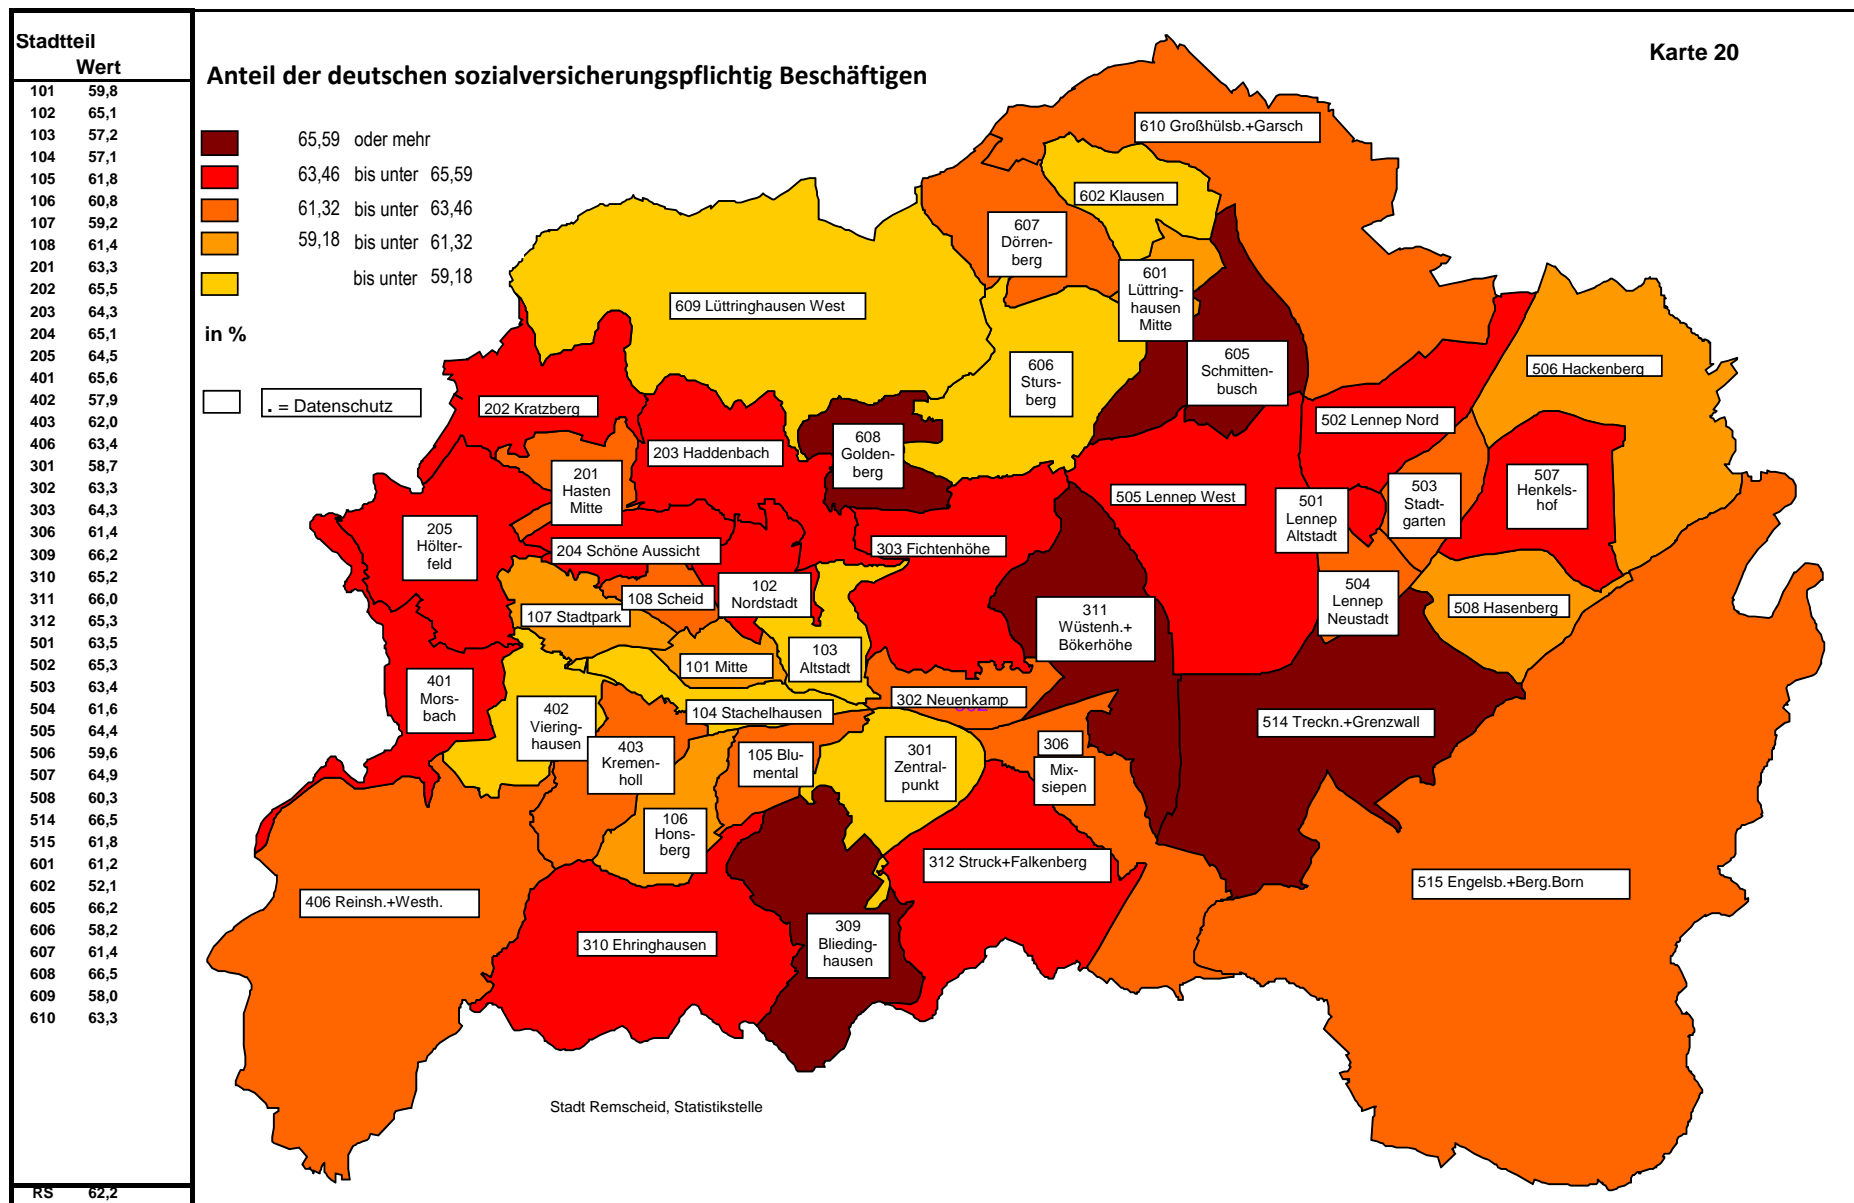 Stadtteil
Wert
101 59,8
102 65,1
103 57,2
104 57,1
105 61,8
106 60,8
107 59,2
108 61,4
201 63,3
202 65,5
203 64,3
204 65,1
205 64,5
401 65,6
402 57,9
403 62,0
406 63,4
301 58,7
302 63,3
303 64,3
306 61,4
309 66,2
310 65,2
311 66,0
312 65,3
501 63,5
502 65,3
503 63,4
504 61,6
505 64,4
506 59,6
507 64,9
508 60,3
514 66,5
515 61,8
601 61,2
602 52,1
605 66,2
606 58,2
607 61,4
608 66,5
609 58,0
610 63,3
RS 62,2
Karte 20
Anteil der deutschen sozialversicherungspflichtig Beschäftigen
65,59 oder mehr
63,46 bis unter 65,59
61,32 bis unter 63,46
59,18 bis unter 61,32
bis unter 59,18
in %
. = Datenschutz
610 Großhülsb.+Garsch
602 Klausen
607
Dörren-
berg
601
Lüttring-
hausen
Mitte
609 Lüttringhausen West
605
Schmitten-
busch
606
Sturs-
berg
506 Hackenberg
202 Kratzberg
502 Lennep Nord
608
Golden-
berg
203 Haddenbach
201
Hasten
Mitte
507
Henkels-
hof
503
Stadt-
garten
505 Lennep West
501
Lennep
Altstadt
205
Hölter-
feld
204 Schöne Aussicht
303 Fichtenhöhe
102
Nordstadt
108 Scheid
107 Stadtpark
504
Lennep
Neustadt
508 Hasenberg
311
Wüstenh.+
Bökerhöhe
103
Altstadt
101 Mitte
401
Mors-
bach
302 Neuenkamp
104 Stachelhausen
402
Viering-
hausen
514 Treckn.+Grenzwall
403
Kremen-
holl
105 Blu-
mental
301
Zentral-
punkt
306
Mix-
siepen
106
Hons-
berg
312 Struck+Falkenberg
515 Engelsb.+Berg.Born
406 Reinsh.+Westh.
310 Ehringhausen
309
Blieding-
hausen
Stadt Remscheid, Statistikstelle